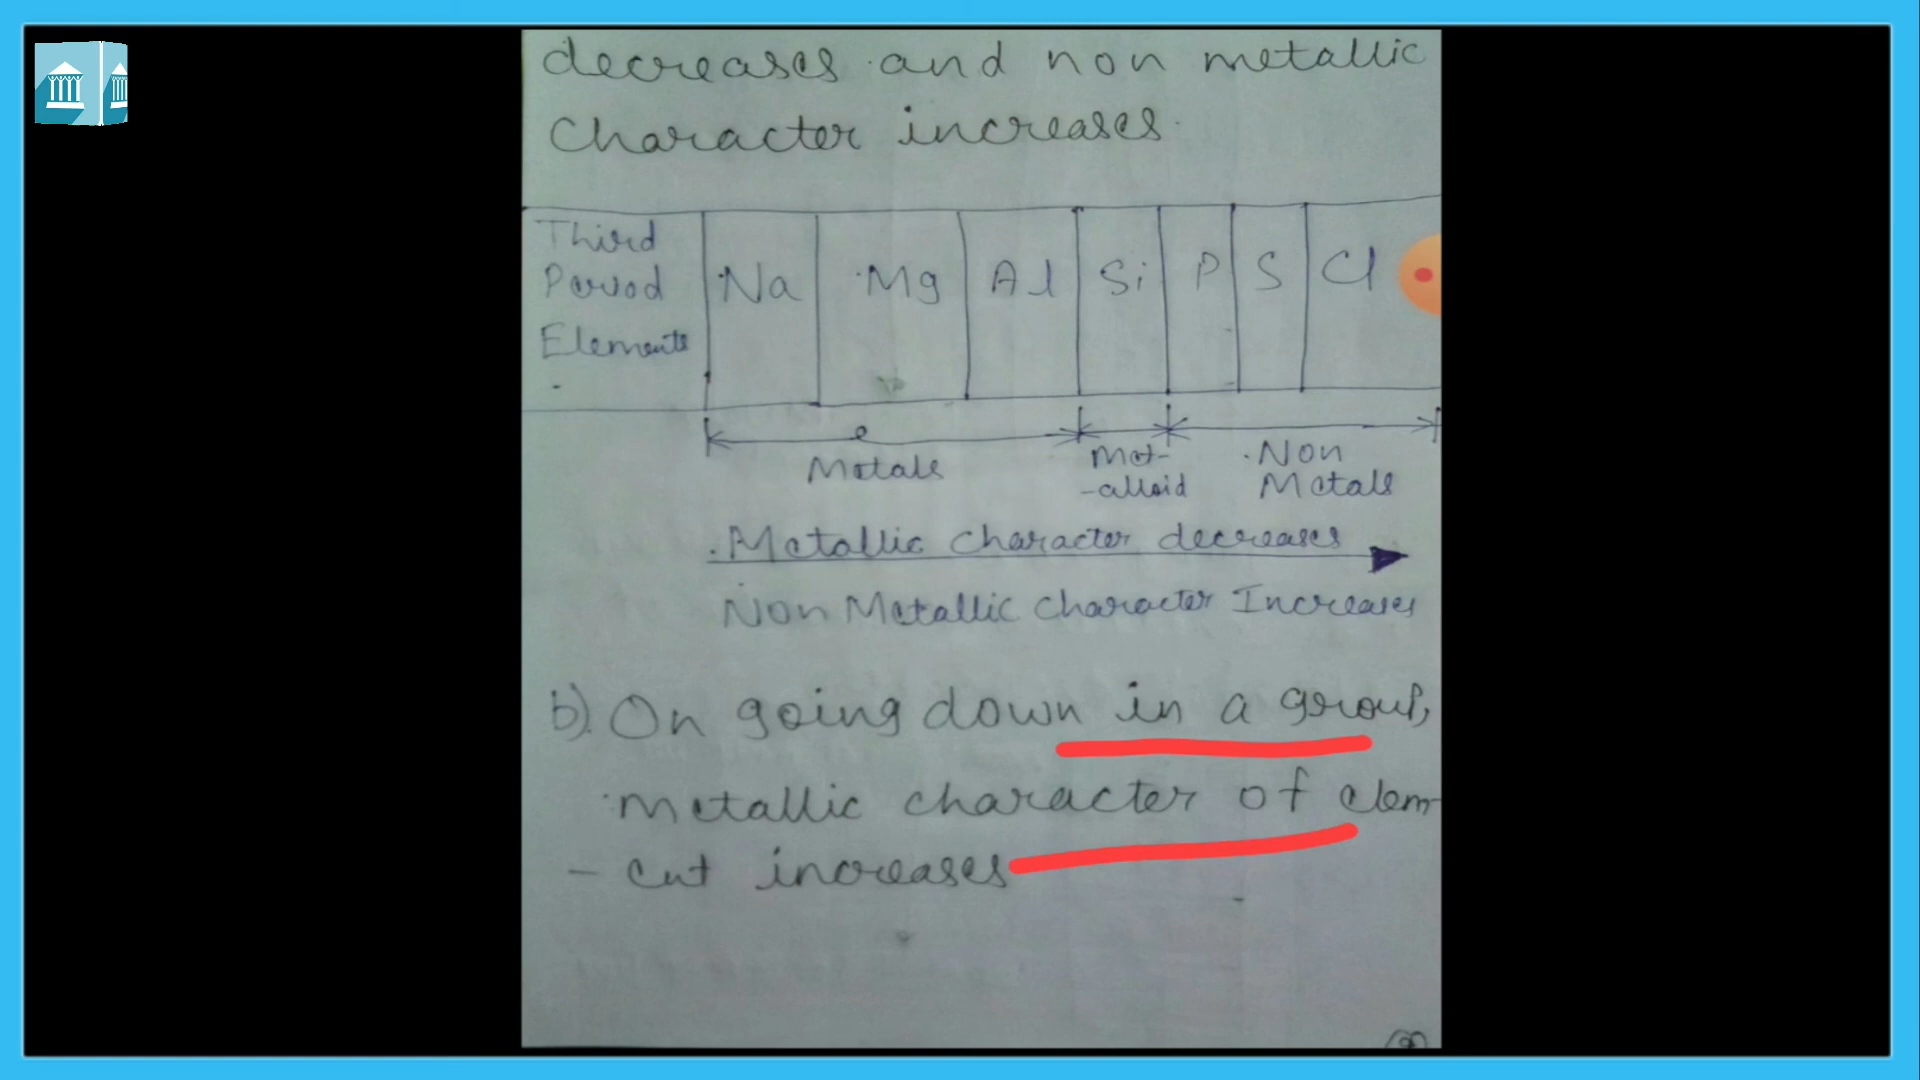 decreases and non metallic
Character increases.
Third
Period
Elements
Na Mg Al Si P S Cl
Metals
Met-
-alloid
Non
Metals
Metallic character decreases
Non Metallic character Increases
b) On going down in a group,
metallic character of elem
- ent increases